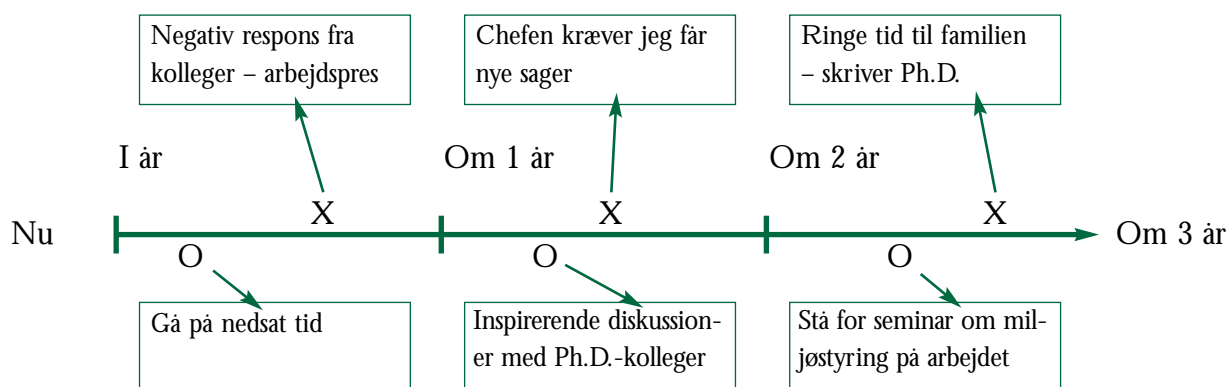 Negativ respons fra
kolleger – arbejdspres
Chefen kræver jeg får
nye sager
Ringe tid til familien
– skriver Ph.D.
I år
Om 1 år
Om 2 år
X
X
X
Nu
Om 3 år
O
O
O
Gå på nedsat tid
Inspirerende diskussion-
er med Ph.D.-kolleger
Stå for seminar om mil-
jøstyring på arbejdet